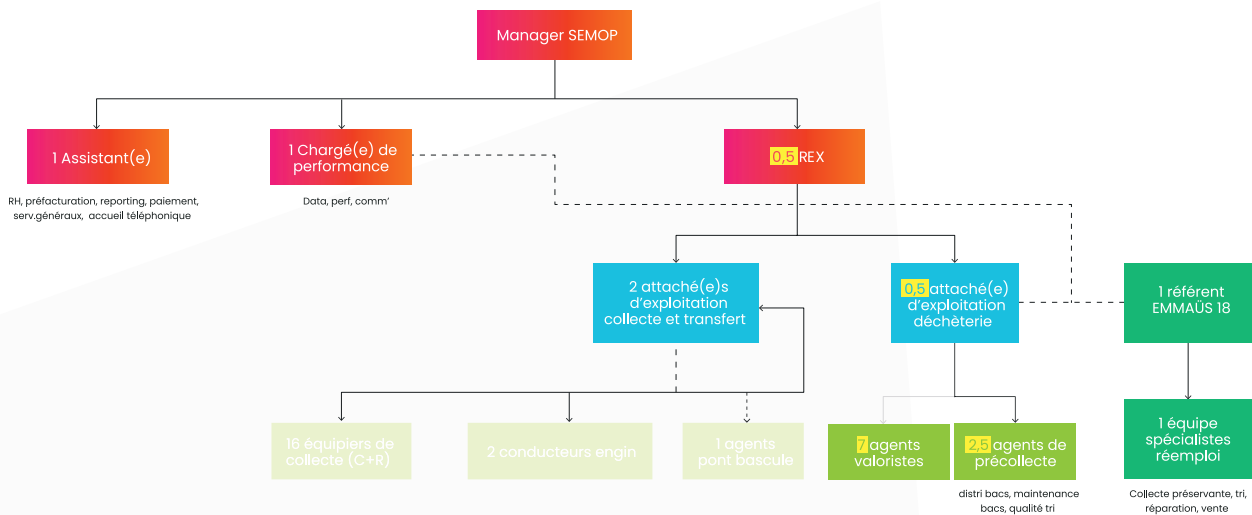 Manager SEMOP
1 Assistant(e)
RH, préfacturation, reporting, paiement,
serv.généraux, accueil téléphonique
1 Chargé(e) de
performance
Data, perf, comm’
0,5 REX
2 attaché(e)s
d’exploitation
collecte et transfert
0,5 attaché(e)
d’exploitation
déchèterie
1 référent
EMMAÜS 18
16 équipiers de
collecte (C+R)
2 conducteurs engin
1 agents
pont bascule
7 agents
valoristes
2,5 agents de
précollecte
distri bacs, maintenance
bacs, qualité tri
1 équipe
spécialistes
réemploi
Collecte préservante, tri,
réparation, vente